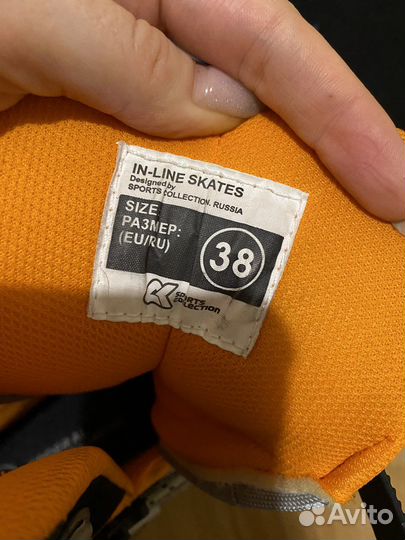 IN-LINE SKATES
Designed by
SPORTS COLLECTION, RUSSIA
SIZE
РАЗМЕР:
(EU/RU)
38
SPORTS
COLLECTION
Avito